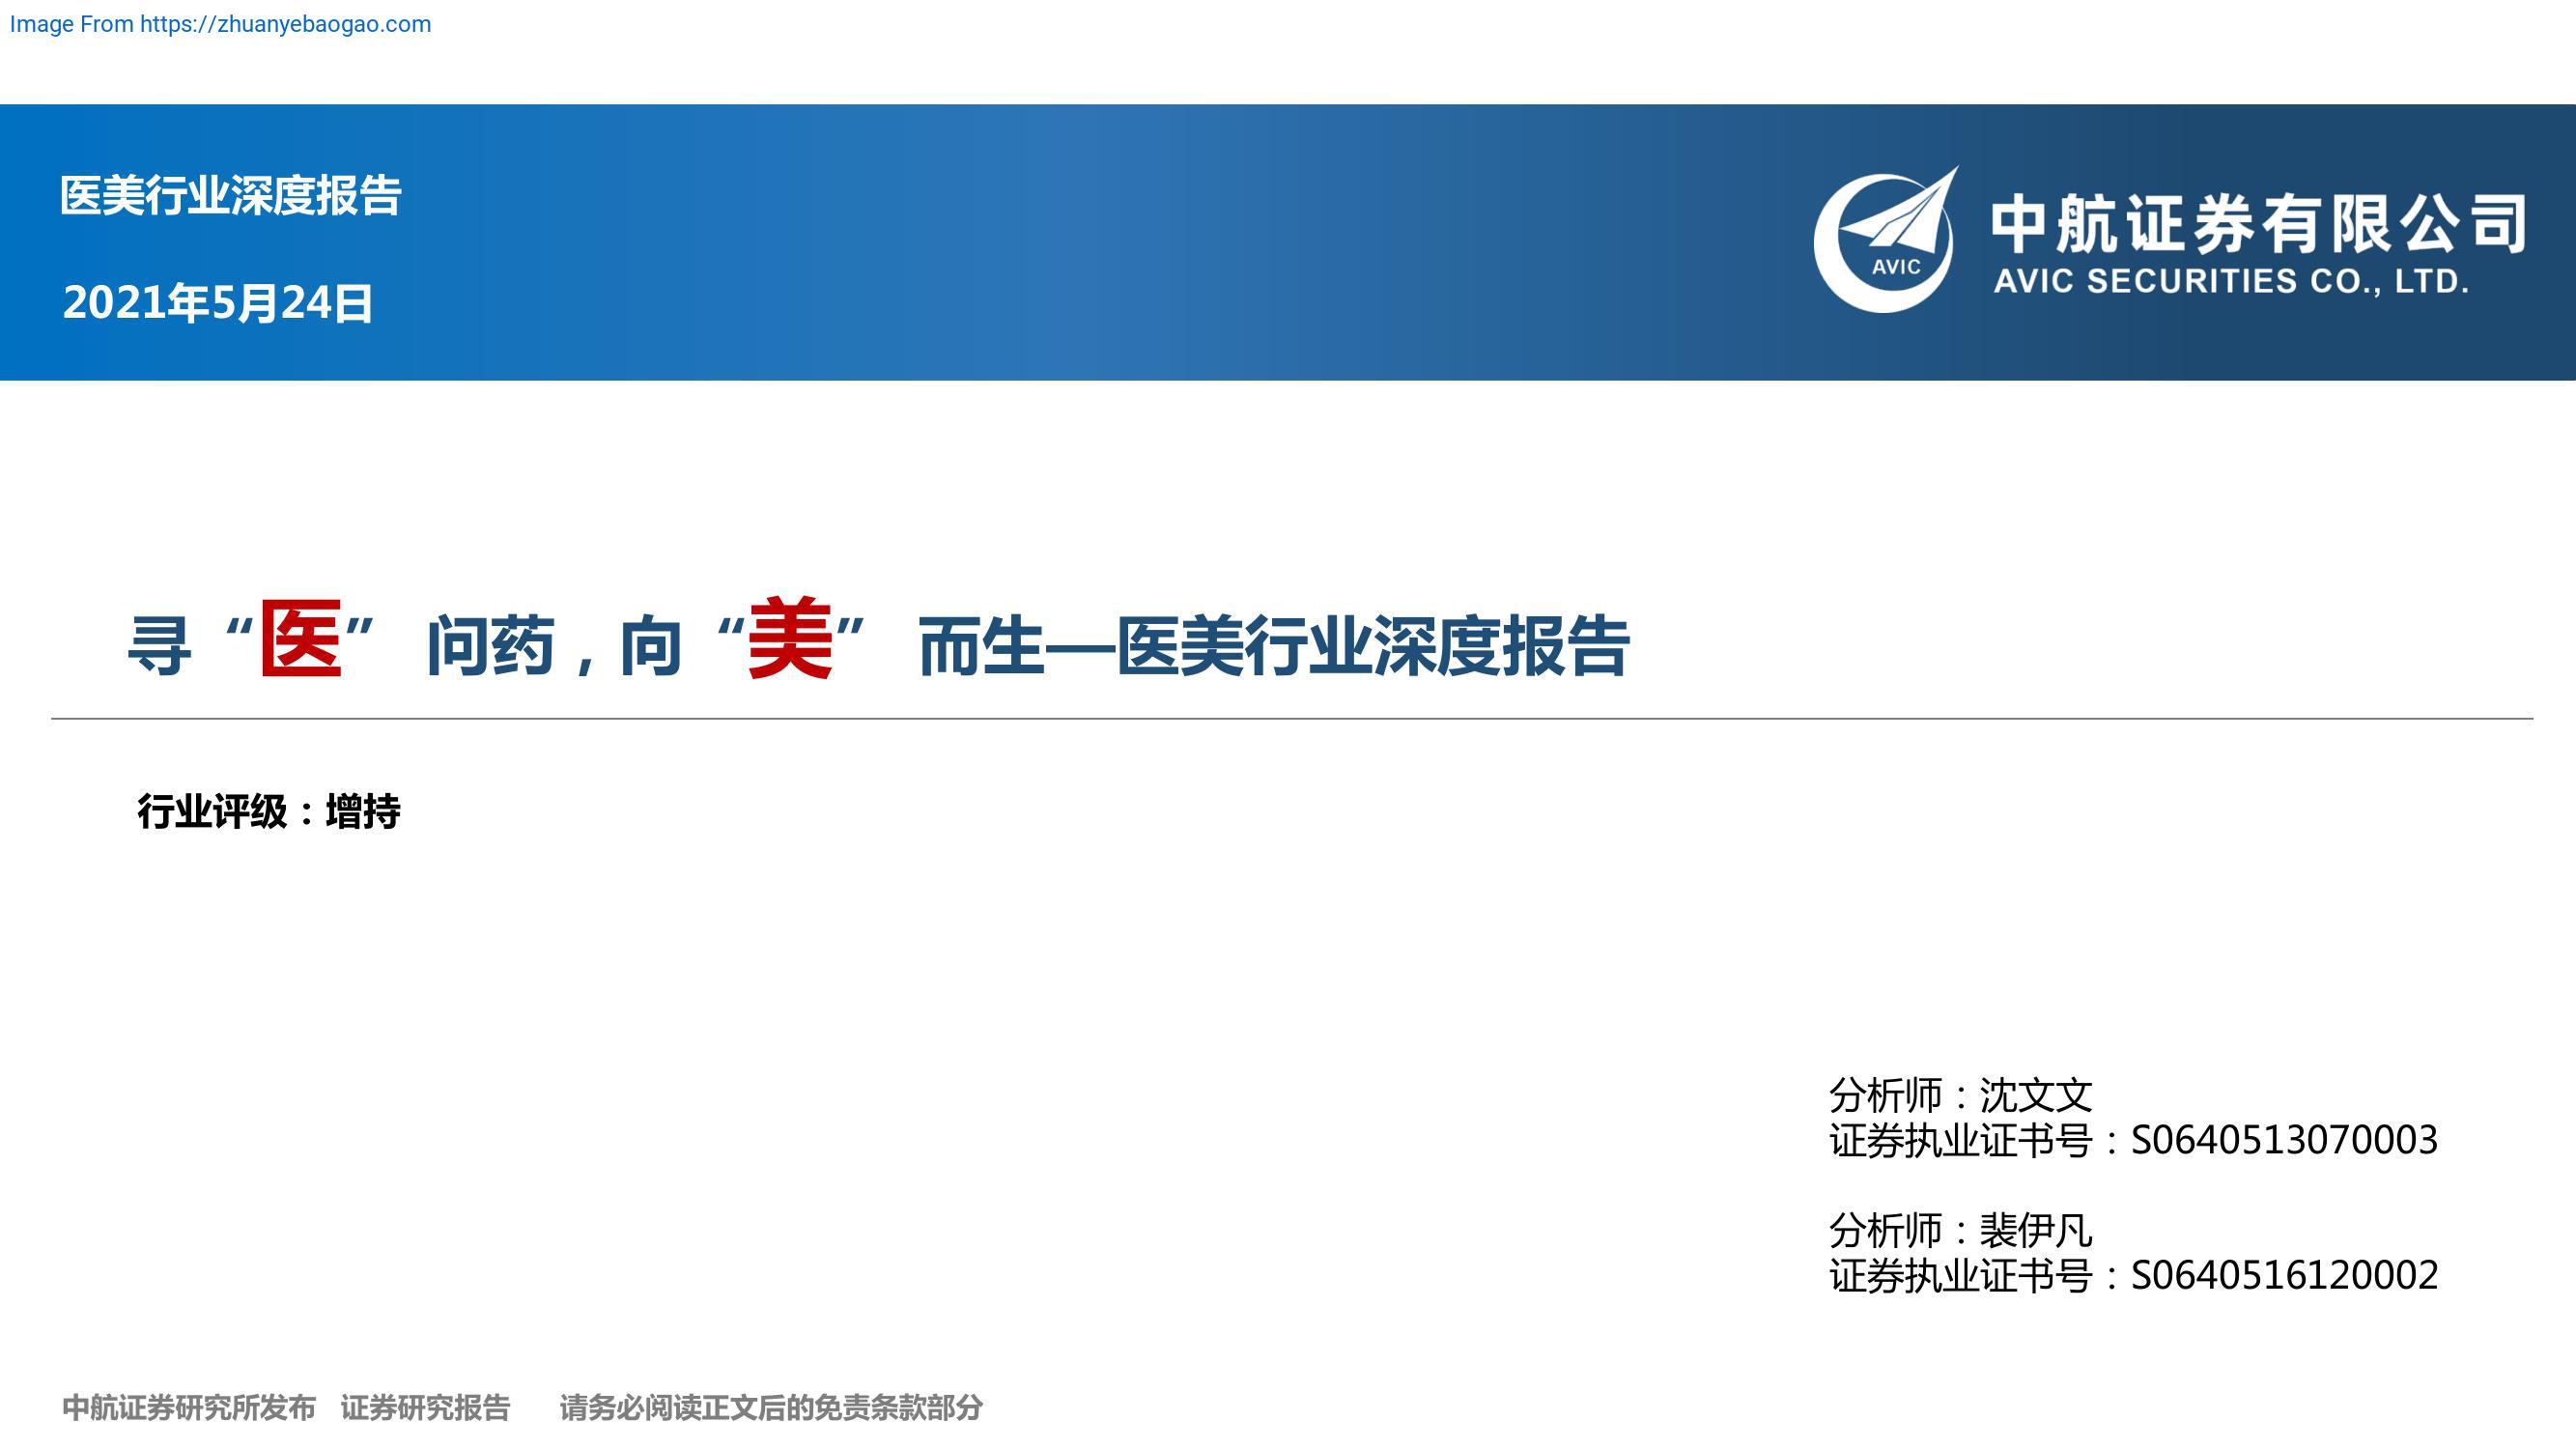 Image From https://zhuanyebaogao.com
医美行业深度报告
2021年5月24日
AVIC
中航证券有限公司
AVIC SECURITIES CO., LTD.
寻“医” 问药，向“美” 而生—医美行业深度报告
行业评级：增持
分析师：沈文文
证券执业证书号：S0640513070003
分析师：裴伊凡
证券执业证书号：S0640516120002
中航证券研究所发布 证券研究报告 请务必阅读正文后的免责条款部分